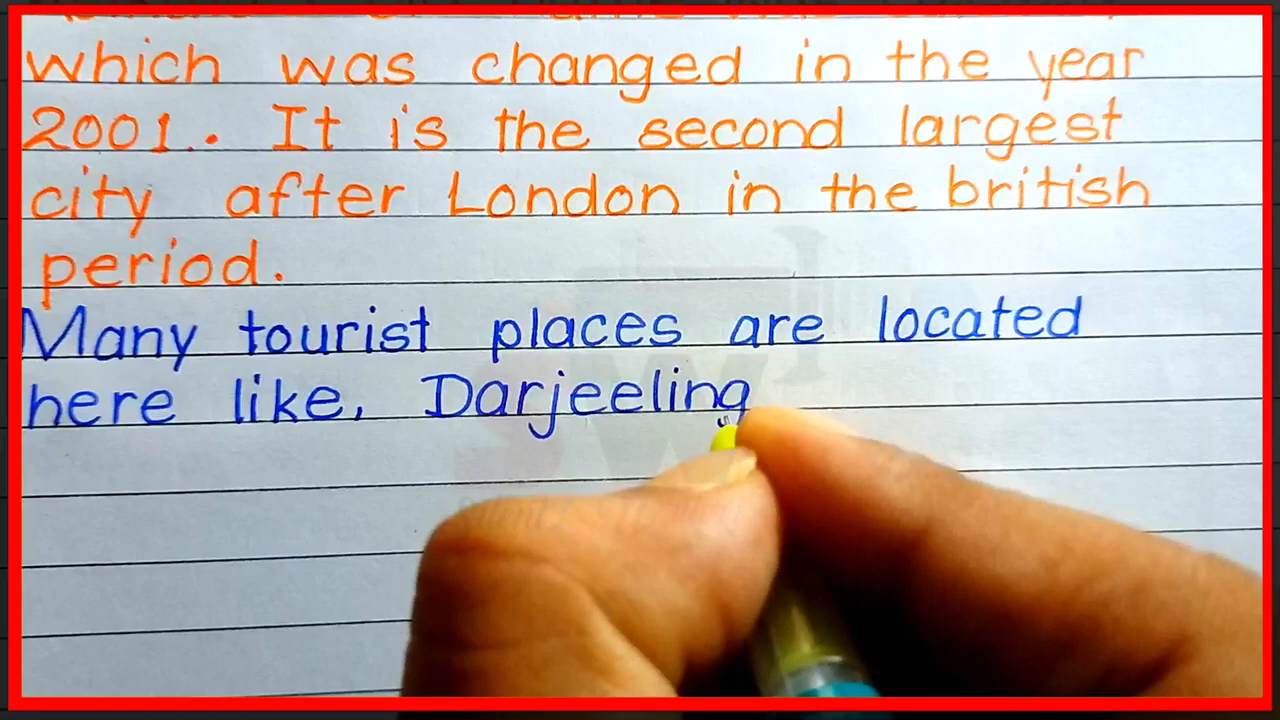 which was changed in the year
2001. It is the second largest
city after London in the british
period.
Many tourist places are located
here like, Darjeeling